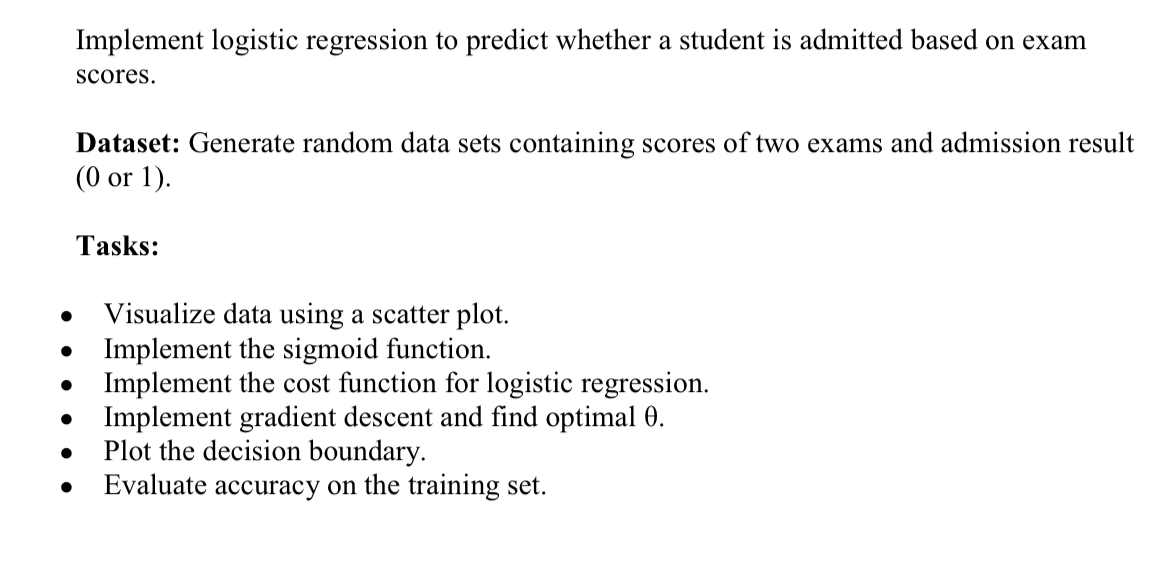 Implement logistic regression to predict whether a student is admitted based on exam
scores.
Dataset: Generate random data sets containing scores of two exams and admission result
(0 or 1).
Tasks:
• Visualize data using a scatter plot.
• Implement the sigmoid function.
• Implement the cost function for logistic regression.
• Implement gradient descent and find optimal θ.
• Plot the decision boundary.
• Evaluate accuracy on the training set.